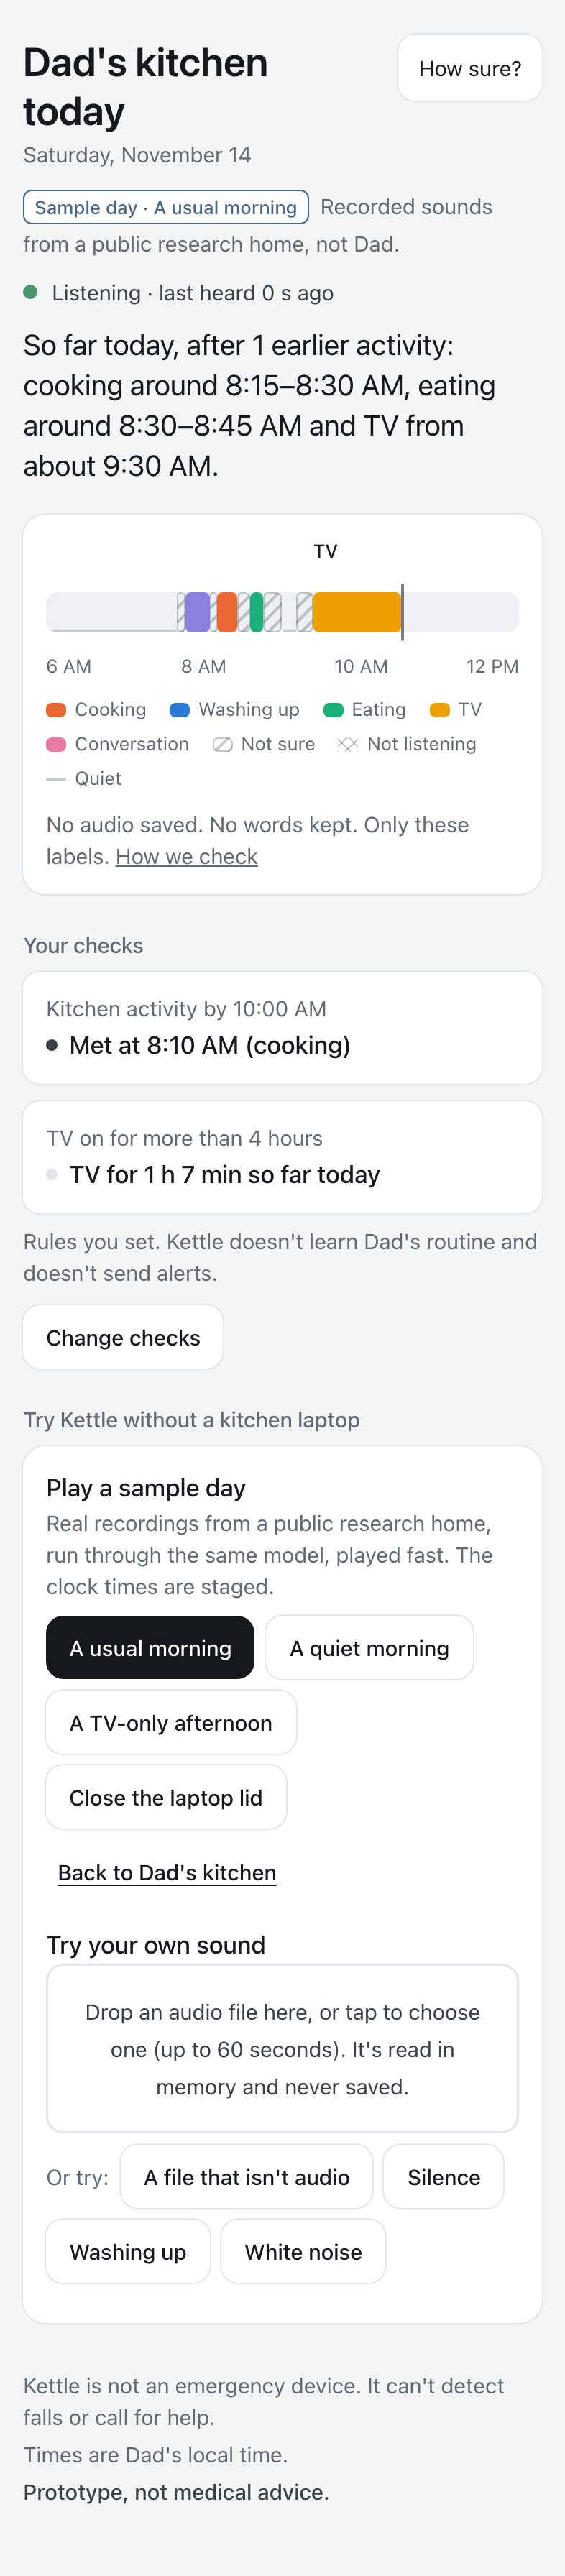 Dad's kitchen
today
How sure?
Saturday, November 14
Sample day · A usual morning Recorded sounds
from a public research home, not Dad.
Listening · last heard 0 s ago
So far today, after 1 earlier activity:
cooking around 8:15–8:30 AM, eating
around 8:30–8:45 AM and TV from
about 9:30 AM.
TV
6 AM 8 AM 10 AM 12 PM
Cooking Washing up Eating TV
Conversation Not sure Not listening
Quiet
No audio saved. No words kept. Only these
labels. How we check
Your checks
Kitchen activity by 10:00 AM
Met at 8:10 AM (cooking)
TV on for more than 4 hours
TV for 1 h 7 min so far today
Rules you set. Kettle doesn't learn Dad's routine and
doesn't send alerts.
Change checks
Try Kettle without a kitchen laptop
Play a sample day
Real recordings from a public research home,
run through the same model, played fast. The
clock times are staged.
A usual morning A quiet morning
A TV-only afternoon
Close the laptop lid
Back to Dad's kitchen
Try your own sound
Drop an audio file here, or tap to choose
one (up to 60 seconds). It's read in
memory and never saved.
Or try: A file that isn't audio Silence
Washing up White noise
Kettle is not an emergency device. It can't detect
falls or call for help.
Times are Dad's local time.
Prototype, not medical advice.